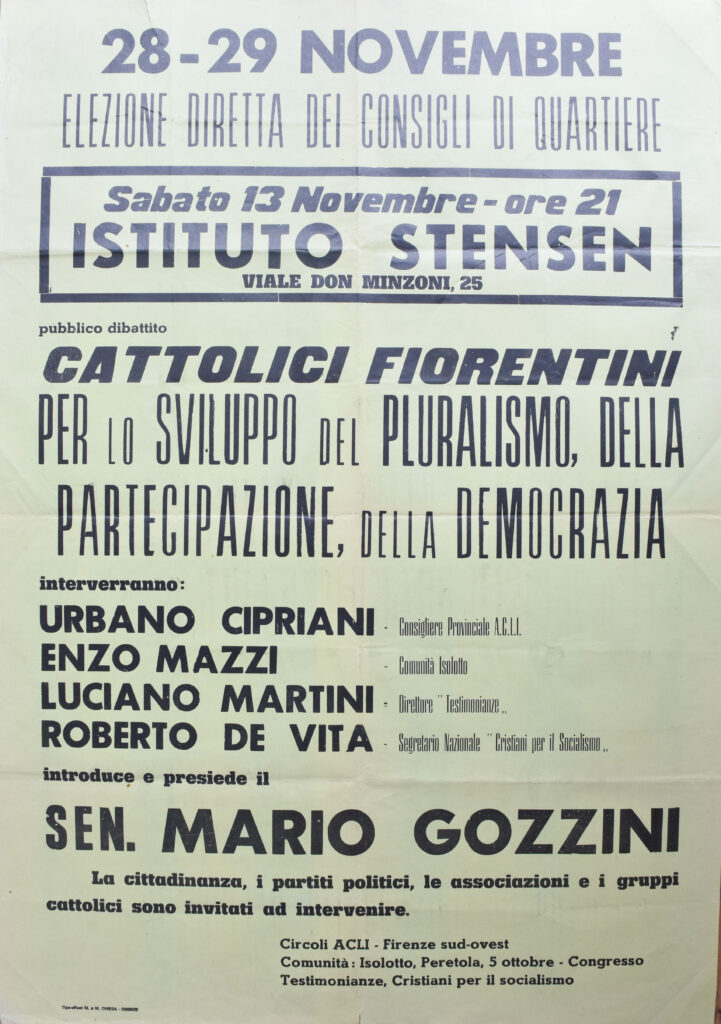 28-29 NOVEMBRE
ELEZIONE DIRETTA DEI CONSIGLI DI QUARTIERE
Sabato 13 Novembre - ore 21
ISTITUTO STENSEN
VIALE DON MINZONI, 25
pubblico dibattito
CATTOLICI FIORENTINI
PER LO SVILUPPO DEL PLURALISMO, DELLA
PARTECIPAZIONE, DELLA DEMOCRAZIA
interverranno:
URBANO CIPRIANI - Consigliere Provinciale A.C.L.I.
ENZO MAZZI - Comunità Isolotto
LUCIANO MARTINI - Direttore "Testimonianze„
ROBERTO DE VITA - Segretario Nazionale "Cristiani per il Socialismo„
introduce e presiede il
SEN. MARIO GOZZINI
La cittadinanza, i partiti politici, le associazioni e i gruppi
cattolici sono invitati ad intervenire.
Circoli ACLI - Firenze sud-ovest
Comunità: Isolotto, Peretola, 5 ottobre - Congresso
Testimonianze, Cristiani per il socialismo
Tipo-offset N. e M. CHIESA - FIRENZE